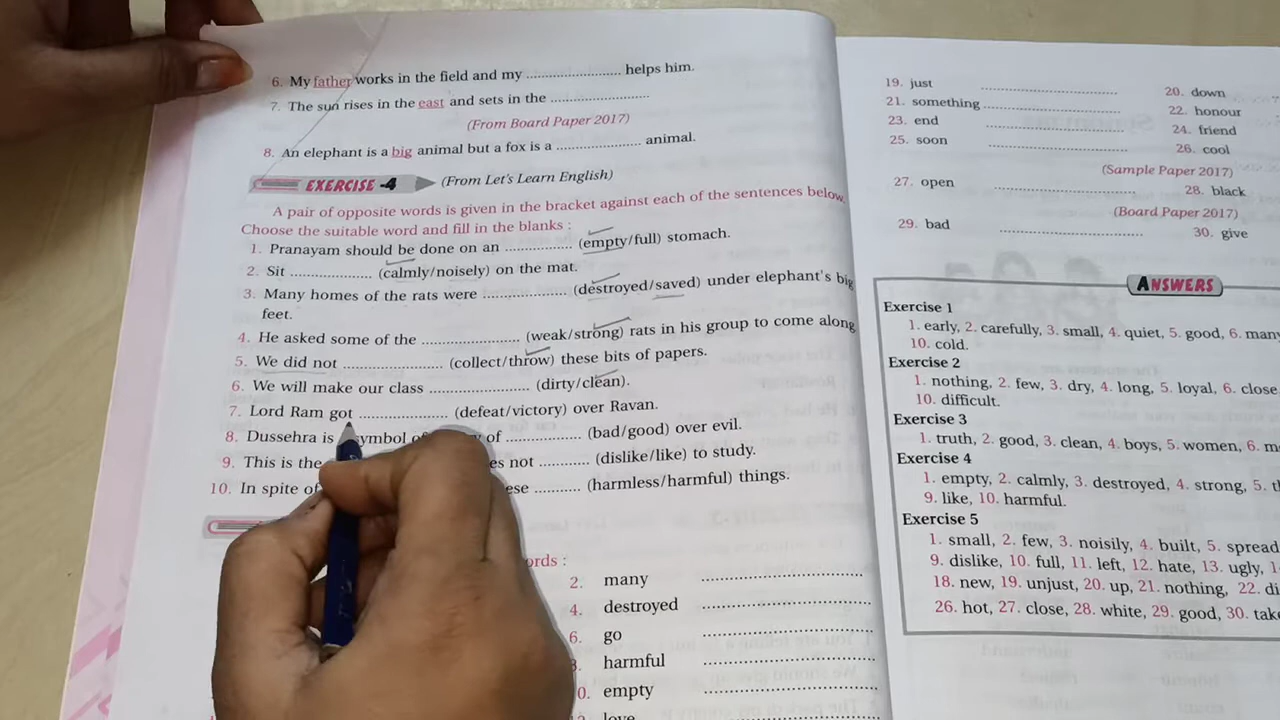 6. My father works in the field and my ........................ helps him.
7. The sun rises in the east and sets in the .........................
(From Board Paper 2017)
8. An elephant is a big animal but a fox is a ..................... animal.
EXERCISE -4 (From Let's Learn English)
A pair of opposite words is given in the bracket against each of the sentences below.
Choose the suitable word and fill in the blanks :
1. Pranayam should be done on an ................. (empty/full) stomach.
2. Sit ..................... (calmly/noisely) on the mat.
3. Many homes of the rats were ..................... (destroyed/saved) under elephant's big
feet.
4. He asked some of the ......................... (weak/strong) rats in his group to come along
5. We did not ......................... (collect/throw) these bits of papers.
6. We will make our class ......................... (dirty/clean).
7. Lord Ram got ....................... (defeat/victory) over Ravan.
8. Dussehra is symbol of ................... (bad/good) over evil.
9. This is the not ............ (dislike/like) to study.
10. In spite of ........... (harmless/harmful) things.
2. many ........................................
4. destroyed ........................................
6. go ........................................
harmful ........................................
empty ........................................
love
19. just ..................................
20. down
21. something ..................................
22. honour
23. end ..................................
24. friend
25. soon ..................................
26. cool
(Sample Paper 2017)
27. open ..................................
28. black
(Board Paper 2017)
29. bad ..................................
30. give
ANSWERS
Exercise 1
1. early, 2. carefully, 3. small, 4. quiet, 5. good, 6. many
10. cold.
Exercise 2
1. nothing, 2. few, 3. dry, 4. long, 5. loyal, 6. close
10. difficult.
Exercise 3
1. truth, 2. good, 3. clean, 4. boys, 5. women, 6.
Exercise 4
1. empty, 2. calmly, 3. destroyed, 4. strong, 5.
9. like, 10. harmful.
Exercise 5
1. small, 2. few, 3. noisily, 4. built, 5. spread
9. dislike, 10. full, 11. left, 12. hate, 13. ugly,
18. new, 19. unjust, 20. up, 21. nothing, 22.
26. hot, 27. close, 28. white, 29. good, 30. take